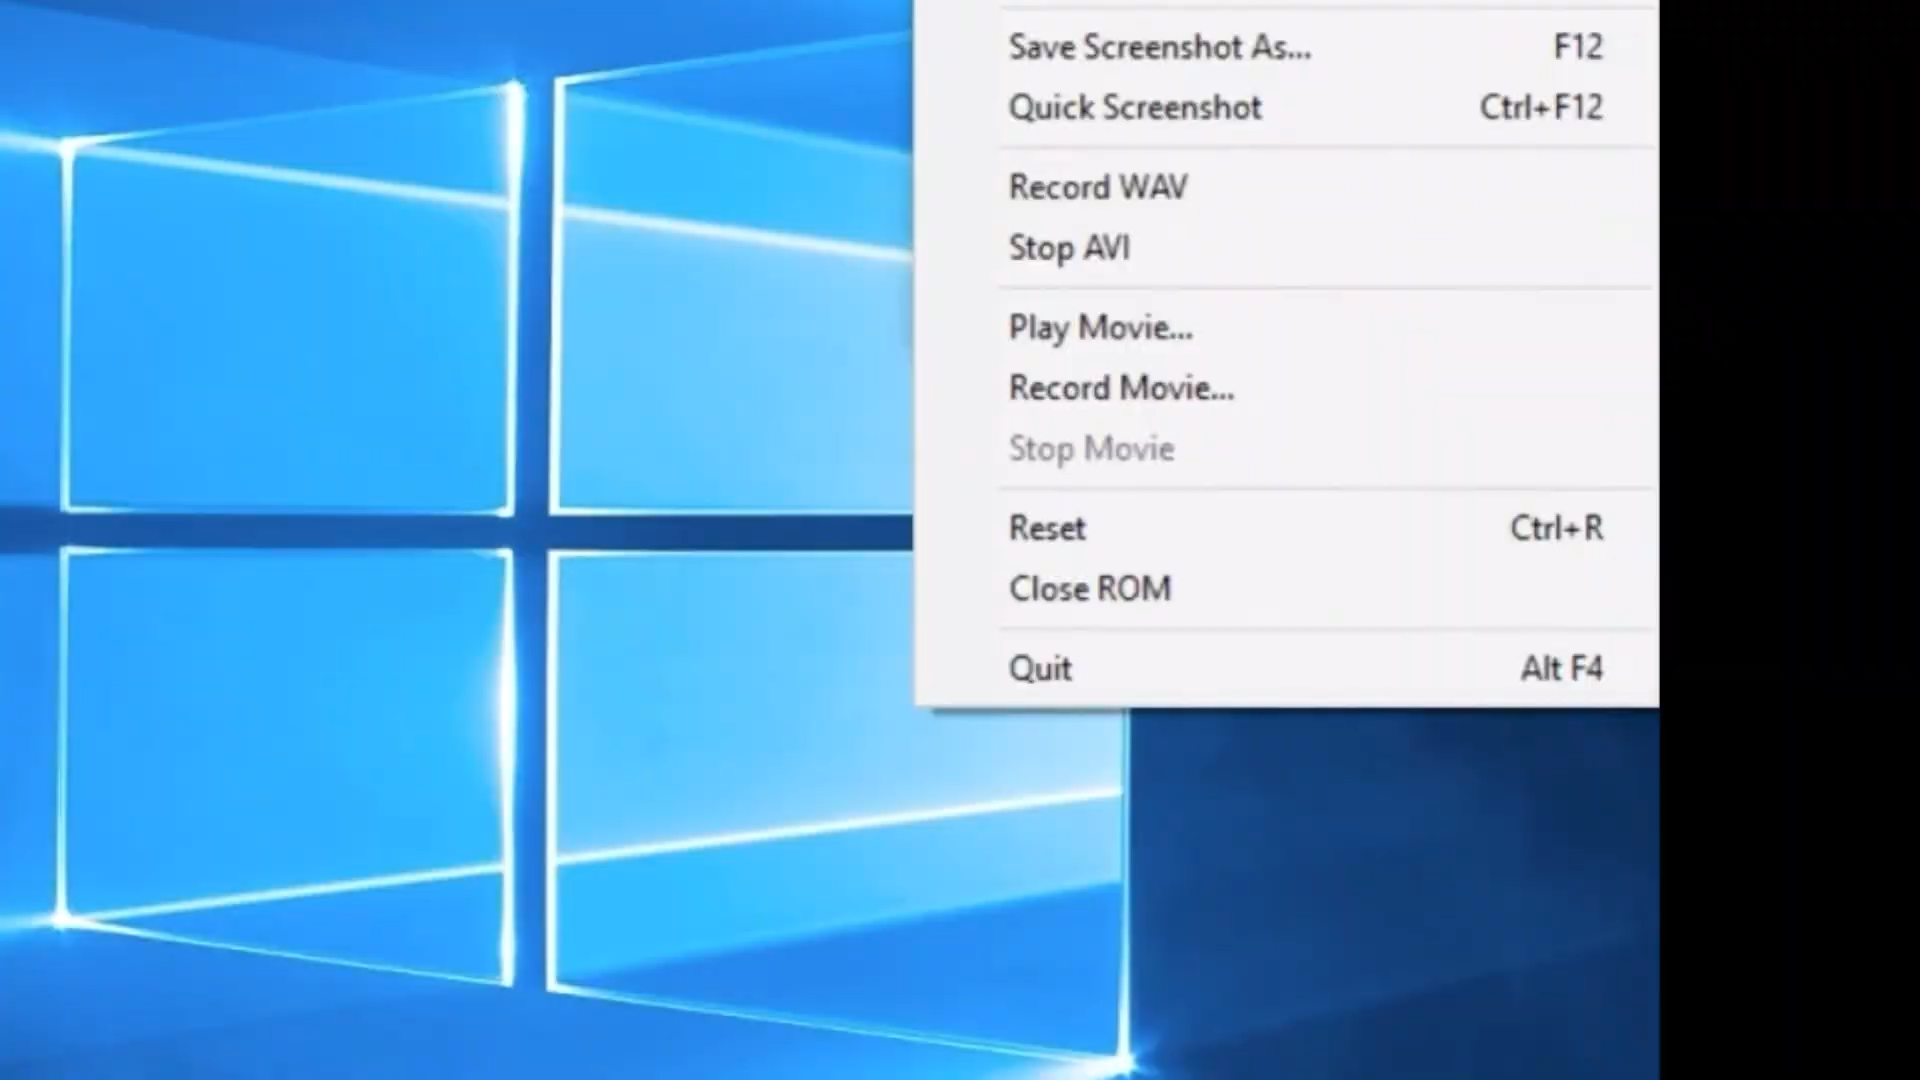 Save Screenshot As... F12
Quick Screenshot Ctrl+F12
Record WAV
Stop AVI
Play Movie...
Record Movie...
Stop Movie
Reset Ctrl+R
Close ROM
Quit Alt F4